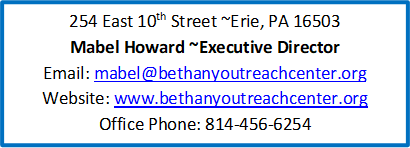 254 East 10th Street ~Erie, PA 16503
Mabel Howard ~Executive Director
Email: mabel@bethanyoutreachcenter.org
Website: www.bethanyoutreachcenter.org
Office Phone: 814-456-6254